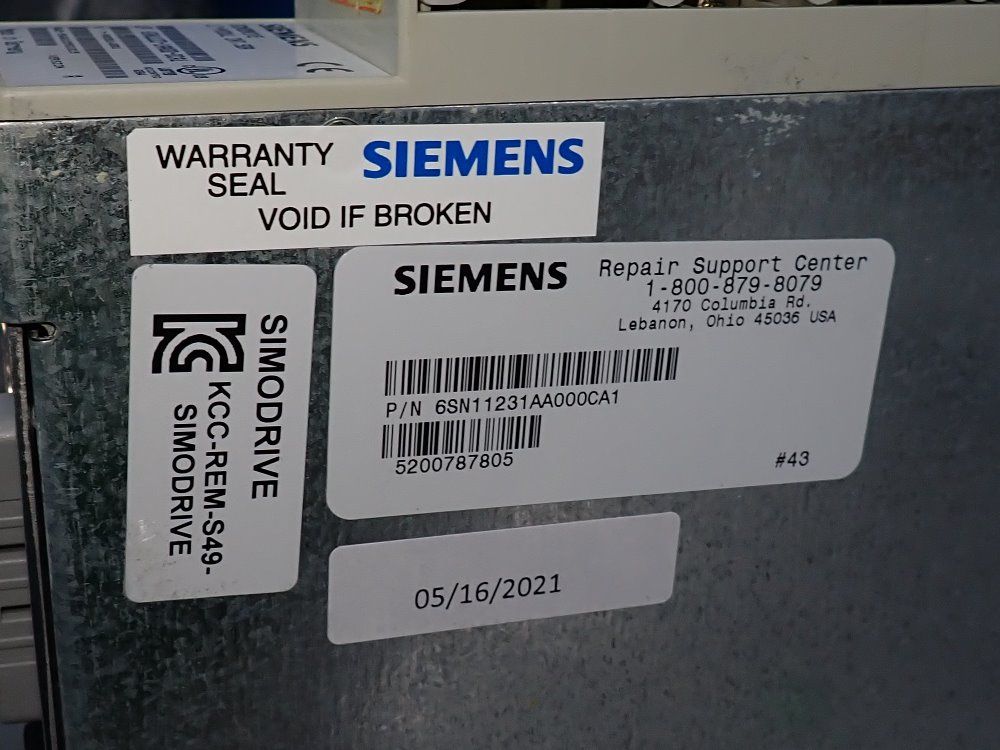 SIEMENS
WARRANTY SEAL
SIEMENS
VOID IF BROKEN
SIEMENS
Repair Support Center
1-800-879-8079
4170 Columbia Rd.
Lebanon, Ohio 45036 USA
P/N 6SN11231AA000CA1
5200787805
#43
SIMODRIVE
KCC-REM-S49-
SIMODRIVE
05/16/2021